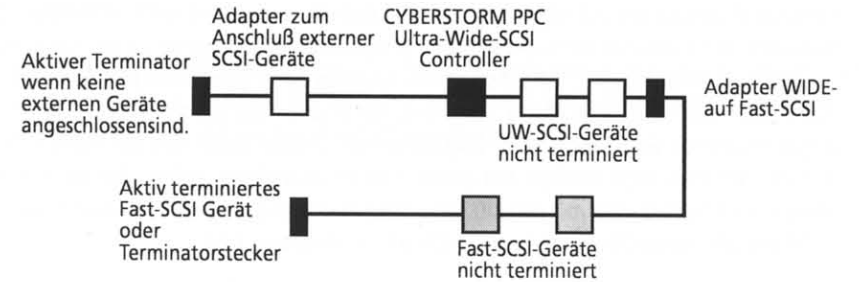 Adapter zum
Anschluß externer
SCSI-Geräte
CYBERSTORM PPC
Ultra-Wide-SCSI
Controller
Aktiver Terminator
wenn keine
externen Geräte
angeschlossensind.
Adapter WIDE-
auf Fast-SCSI
UW-SCSI-Geräte
nicht terminiert
Aktiv terminiertes
Fast-SCSI Gerät
oder
Terminatorstecker
Fast-SCSI-Geräte
nicht terminiert